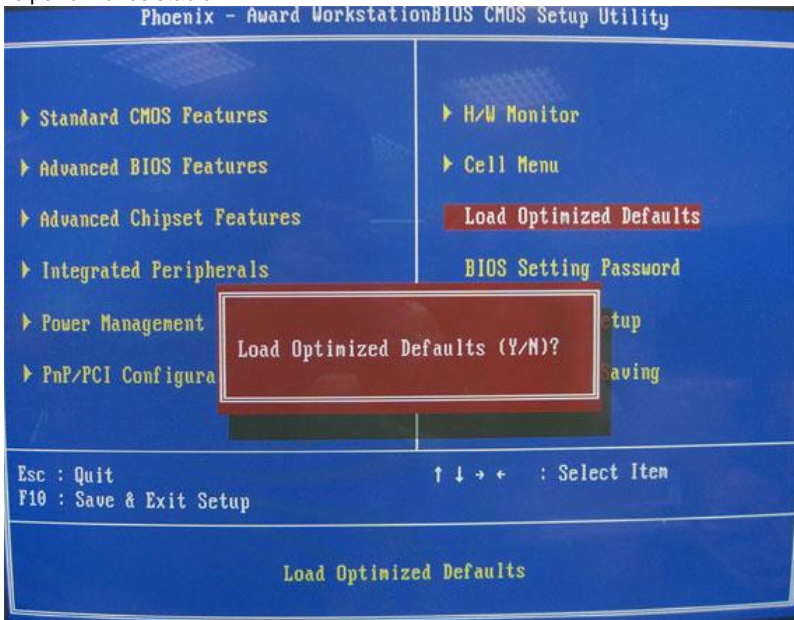 Phoenix - Award WorkstationBIOS CMOS Setup Utility
Standard CMOS Features
Advanced BIOS Features
Advanced Chipset Features
Integrated Peripherals
Power Management
PnP/PCI Configura
H/W Monitor
Cell Menu
Load Optimized Defaults
BIOS Setting Password
etup
aving
Load Optimized Defaults (Y/N)?
Esc : Quit
F10 : Save & Exit Setup
↑ ↓ → ← : Select Item
Load Optimized Defaults